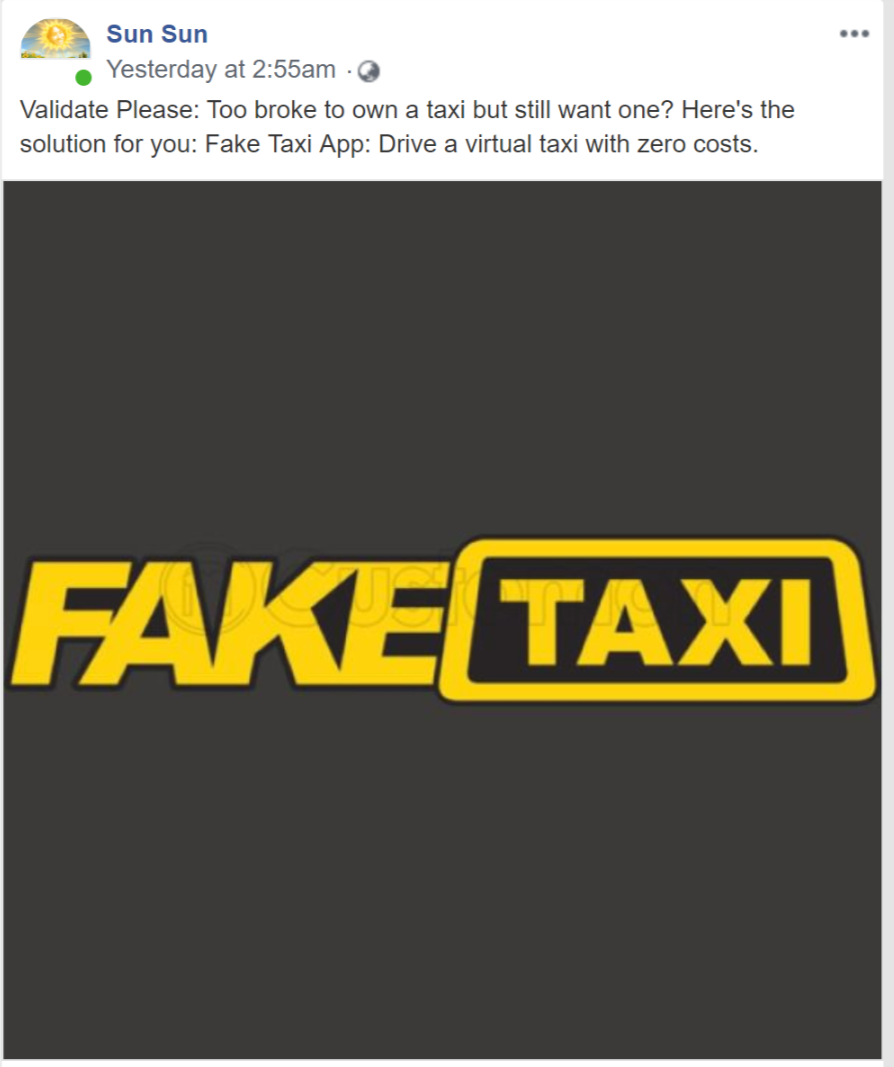 Sun Sun
Yesterday at 2:55am ·
Validate Please: Too broke to own a taxi but still want one? Here's the
solution for you: Fake Taxi App: Drive a virtual taxi with zero costs.
FAKE TAXI